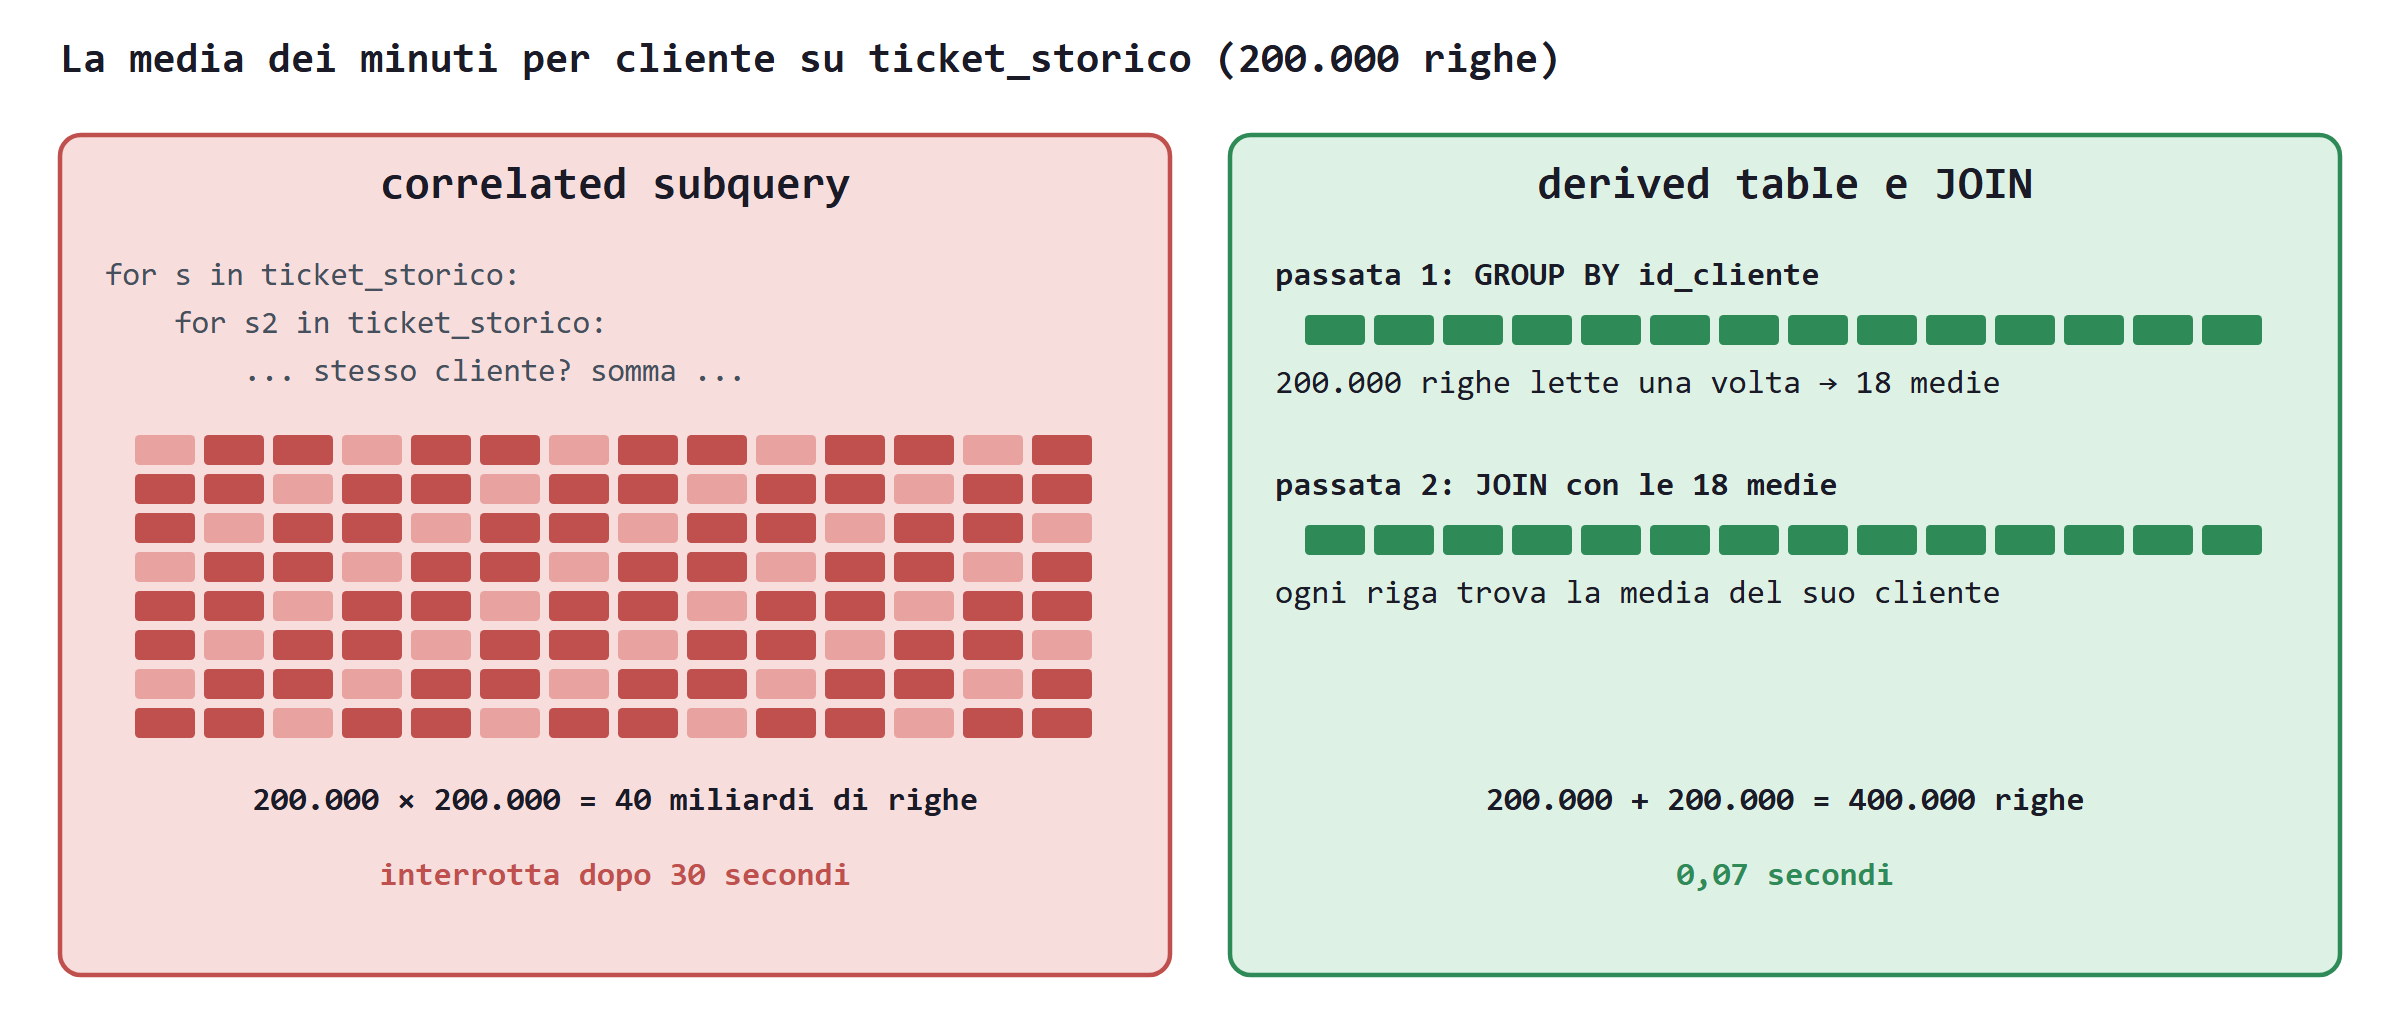 La media dei minuti per cliente su ticket_storico (200.000 righe)
correlated subquery
for s in ticket_storico:
for s2 in ticket_storico:
... stesso cliente? somma ...
200.000 × 200.000 = 40 miliardi di righe
interrotta dopo 30 secondi
derived table e JOIN
passata 1: GROUP BY id_cliente
200.000 righe lette una volta → 18 medie
passata 2: JOIN con le 18 medie
ogni riga trova la media del suo cliente
200.000 + 200.000 = 400.000 righe
0,07 secondi